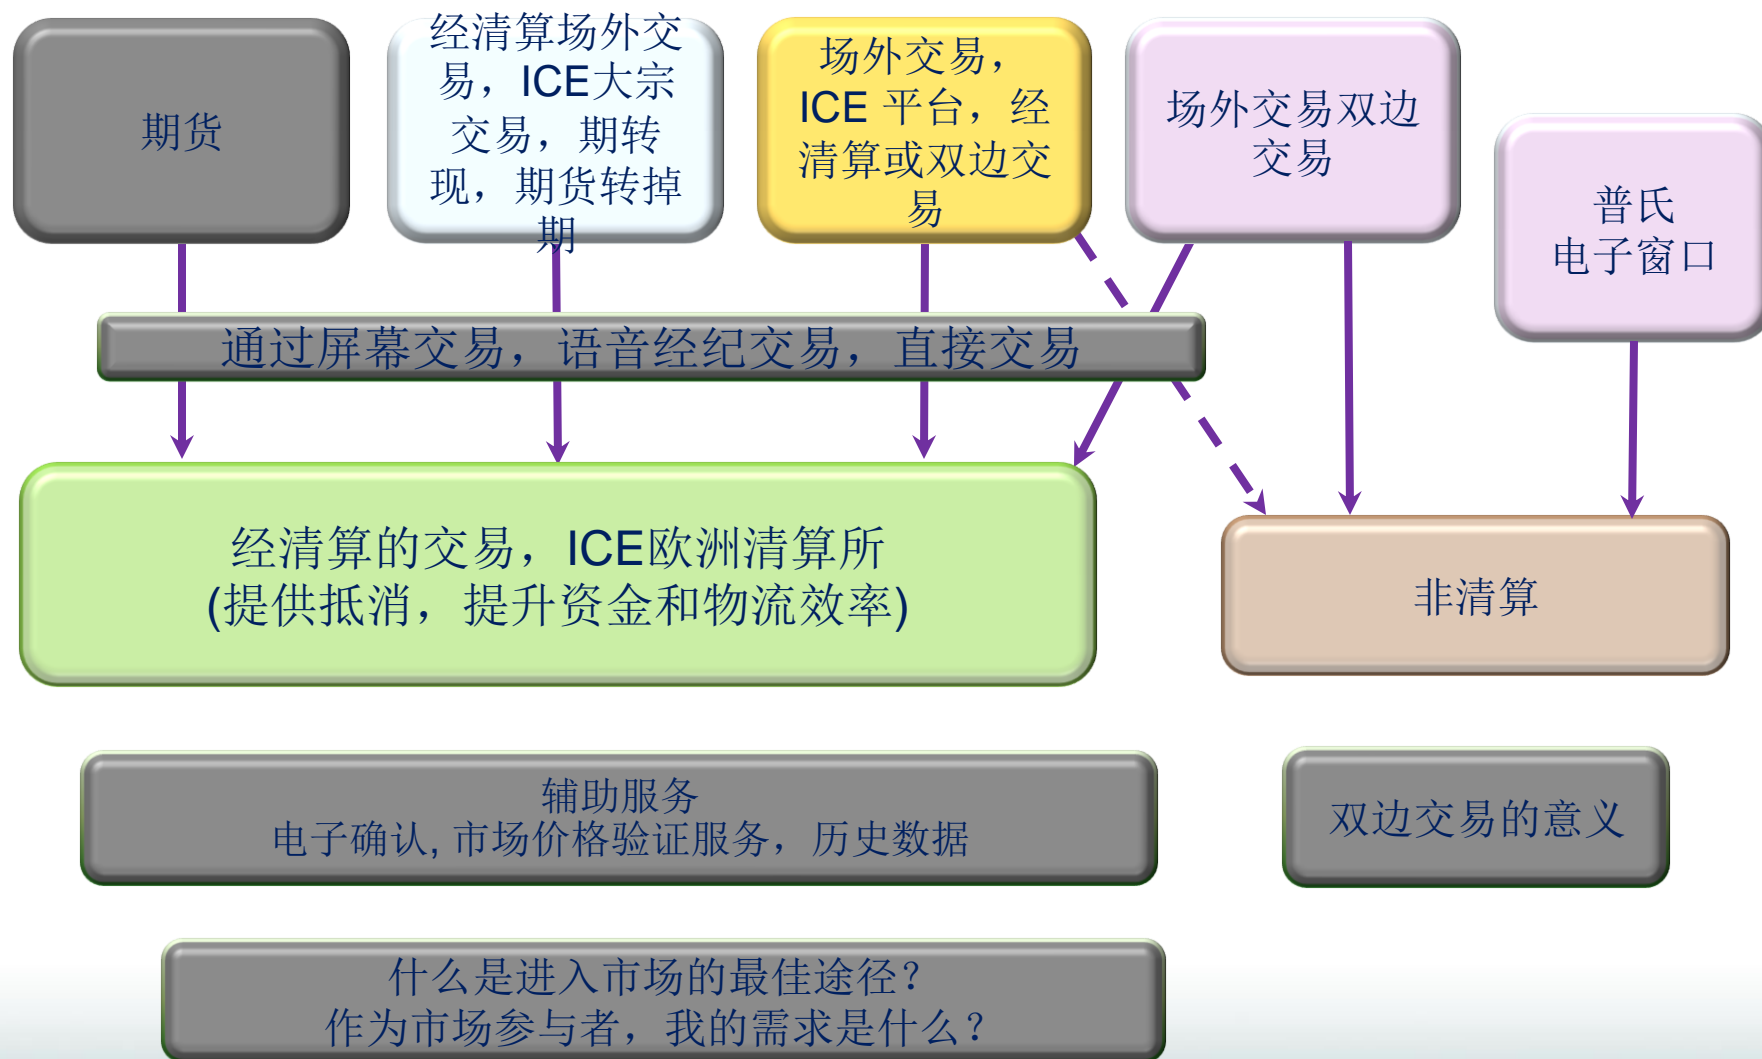 期货
经清算场外交
易，ICE大宗
交易，期转
现，期货转掉
期
场外交易，
ICE 平台，经
清算或双边交
易
场外交易双边
交易
普氏
电子窗口
通过屏幕交易，语音经纪交易，直接交易
经清算的交易，ICE欧洲清算所
(提供抵消，提升资金和物流效率)
非清算
辅助服务
电子确认, 市场价格验证服务，历史数据
双边交易的意义
什么是进入市场的最佳途径？
作为市场参与者，我的需求是什么？